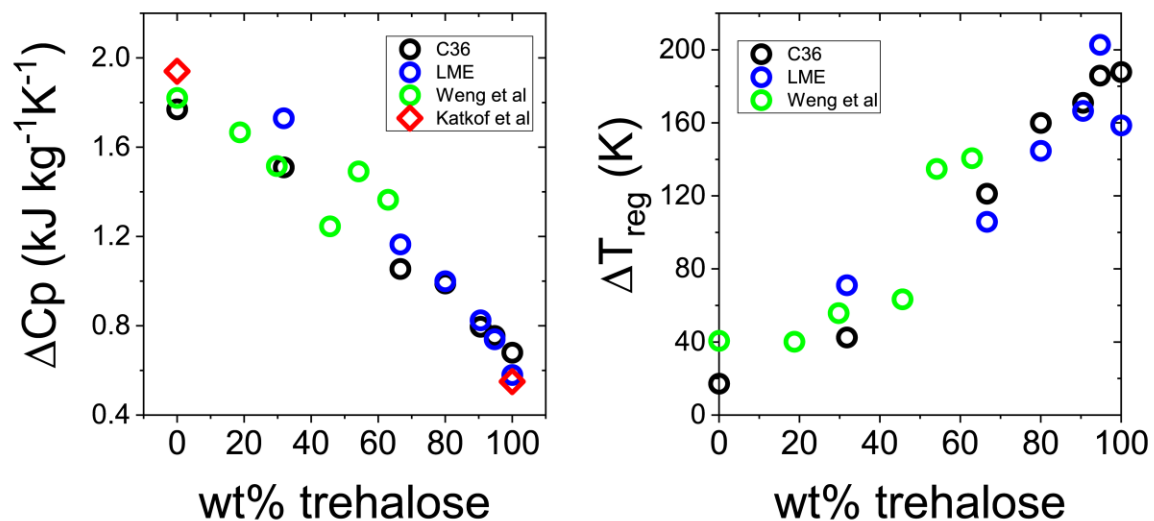 ΔCp (kJ kg⁻¹K⁻¹)
2.0
1.6
1.2
0.8
0.4
C36
LME
Weng et al
Katkof et al
0 20 40 60 80 100
wt% trehalose
ΔT_reg (K)
200
160
120
80
40
0
C36
LME
Weng et al
0 20 40 60 80 100
wt% trehalose